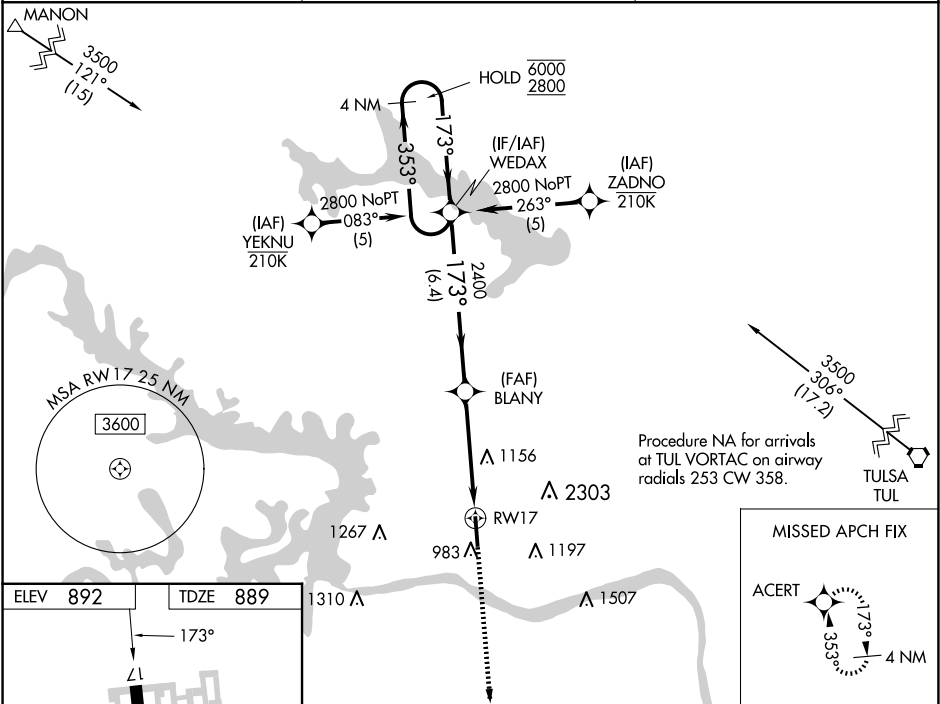 MANON
3500
121°
(15)
HOLD 6000
2800
4 NM
173°
353°
(IF/IAF)
WEDAX
(IAF)
ZADNO
210K
2800 NoPT
263°
(5)
2800 NoPT
083°
(5)
(IAF)
YEKNU
210K
2400
173°
(6.4)
MSA RW17 25 NM
3600
(FAF)
BLANY
3500
306°
(17.2)
TULSA
TUL
Procedure NA for arrivals
at TUL VORTAC on airway
radials 253 CW 358.
1156
2303
RW17
1267
983
1197
1310
1507
MISSED APCH FIX
ACERT
173°
353°
4 NM
ELEV 892
TDZE 889
173°
17